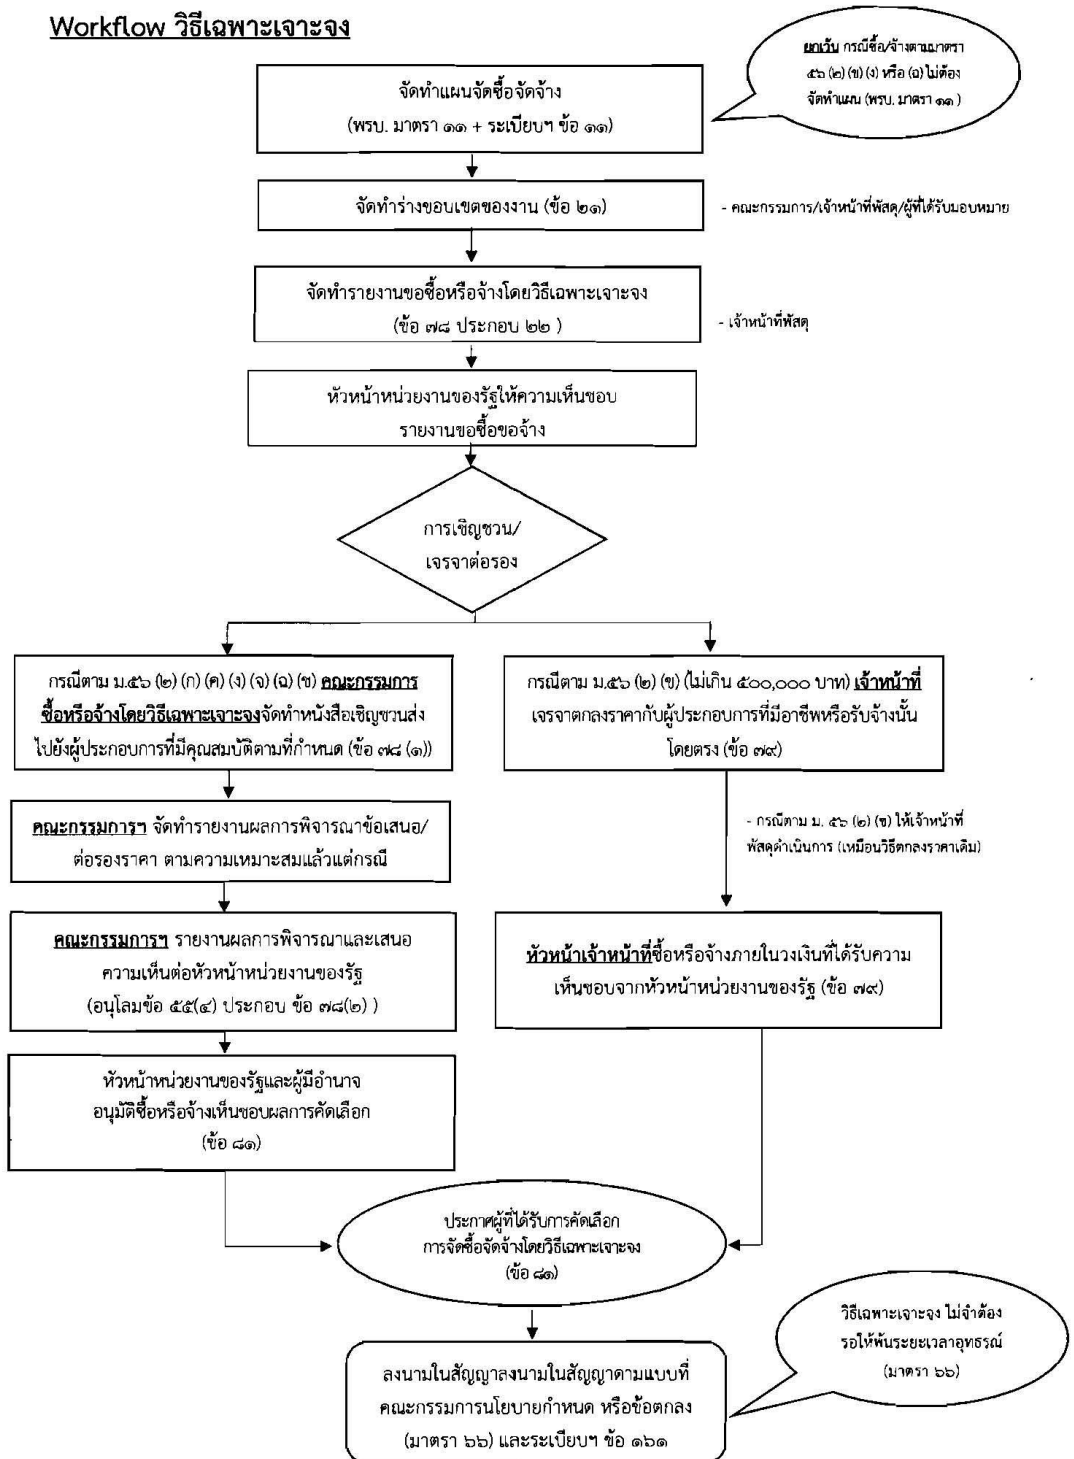 Workflow วิธีเฉพาะเจาะจง
ยกเว้น กรณีซื้อ/จ้างตามมาตรา
๕๖ (๒) (ข) (ง) หรือ (ฉ) ไม่ต้อง
จัดทำแผน (พรบ. มาตรา ๑๑ )
จัดทำแผนจัดซื้อจัดจ้าง
(พรบ. มาตรา ๑๑ + ระเบียบฯ ข้อ ๑๑)
จัดทำร่างขอบเขตของงาน (ข้อ ๒๑)
- คณะกรรมการ/เจ้าหน้าที่พัสดุ/ผู้ที่ได้รับมอบหมาย
จัดทำรายงานขอซื้อหรือจ้างโดยวิธีเฉพาะเจาะจง
(ข้อ ๗๘ ประกอบ ๒๒ )
- เจ้าหน้าที่พัสดุ
หัวหน้าหน่วยงานของรัฐให้ความเห็นชอบ
รายงานขอซื้อขอจ้าง
การเชิญชวน/
เจรจาต่อรอง
กรณีตาม ม.๕๖ (๒) (ก) (ค) (ง) (จ) (ฉ) (ช) คณะกรรมการ
ซื้อหรือจ้างโดยวิธีเฉพาะเจาะจงจัดทำหนังสือเชิญชวนส่ง
ไปยังผู้ประกอบการที่มีคุณสมบัติตามที่กำหนด (ข้อ ๗๘ (๑))
กรณีตาม ม.๕๖ (๒) (ข) (ไม่เกิน ๕๐๐,๐๐๐ บาท) เจ้าหน้าที่
เจรจาตกลงราคากับผู้ประกอบการที่มีอาชีพหรือรับจ้างนั้น
โดยตรง (ข้อ ๗๙)
คณะกรรมการฯ จัดทำรายงานผลการพิจารณาข้อเสนอ/
ต่อรองราคา ตามความเหมาะสมแล้วแต่กรณี
- กรณีตาม ม. ๕๖ (๒) (ข) ให้เจ้าหน้าที่
พัสดุดำเนินการ (เหมือนวิธีตกลงราคาเดิม)
คณะกรรมการฯ รายงานผลการพิจารณาและเสนอ
ความเห็นต่อหัวหน้าหน่วยงานของรัฐ
(อนุโลมข้อ ๕๕(๔) ประกอบ ข้อ ๗๘(๒) )
หัวหน้าเจ้าหน้าที่ซื้อหรือจ้างภายในวงเงินที่ได้รับความ
เห็นชอบจากหัวหน้าหน่วยงานของรัฐ (ข้อ ๗๙)
หัวหน้าหน่วยงานของรัฐและผู้มีอำนาจ
อนุมัติซื้อหรือจ้างเห็นชอบผลการคัดเลือก
(ข้อ ๘๑)
ประกาศผู้ที่ได้รับการคัดเลือก
การจัดซื้อจัดจ้างโดยวิธีเฉพาะเจาะจง
(ข้อ ๘๑)
วิธีเฉพาะเจาะจง ไม่จำต้อง
รอให้พ้นระยะเวลาอุทธรณ์
(มาตรา ๖๖)
ลงนามในสัญญาลงนามในสัญญาตามแบบที่
คณะกรรมการนโยบายกำหนด หรือข้อตกลง
(มาตรา ๖๖) และระเบียบฯ ข้อ ๑๖๑